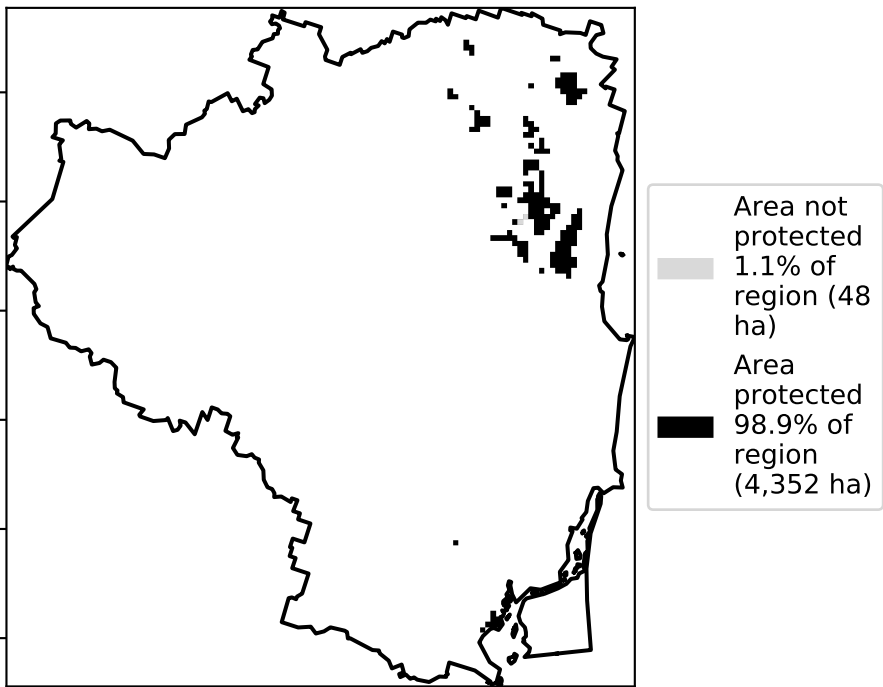 Area not
protected
1.1% of
region (48
ha)
Area
protected
98.9% of
region
(4,352 ha)